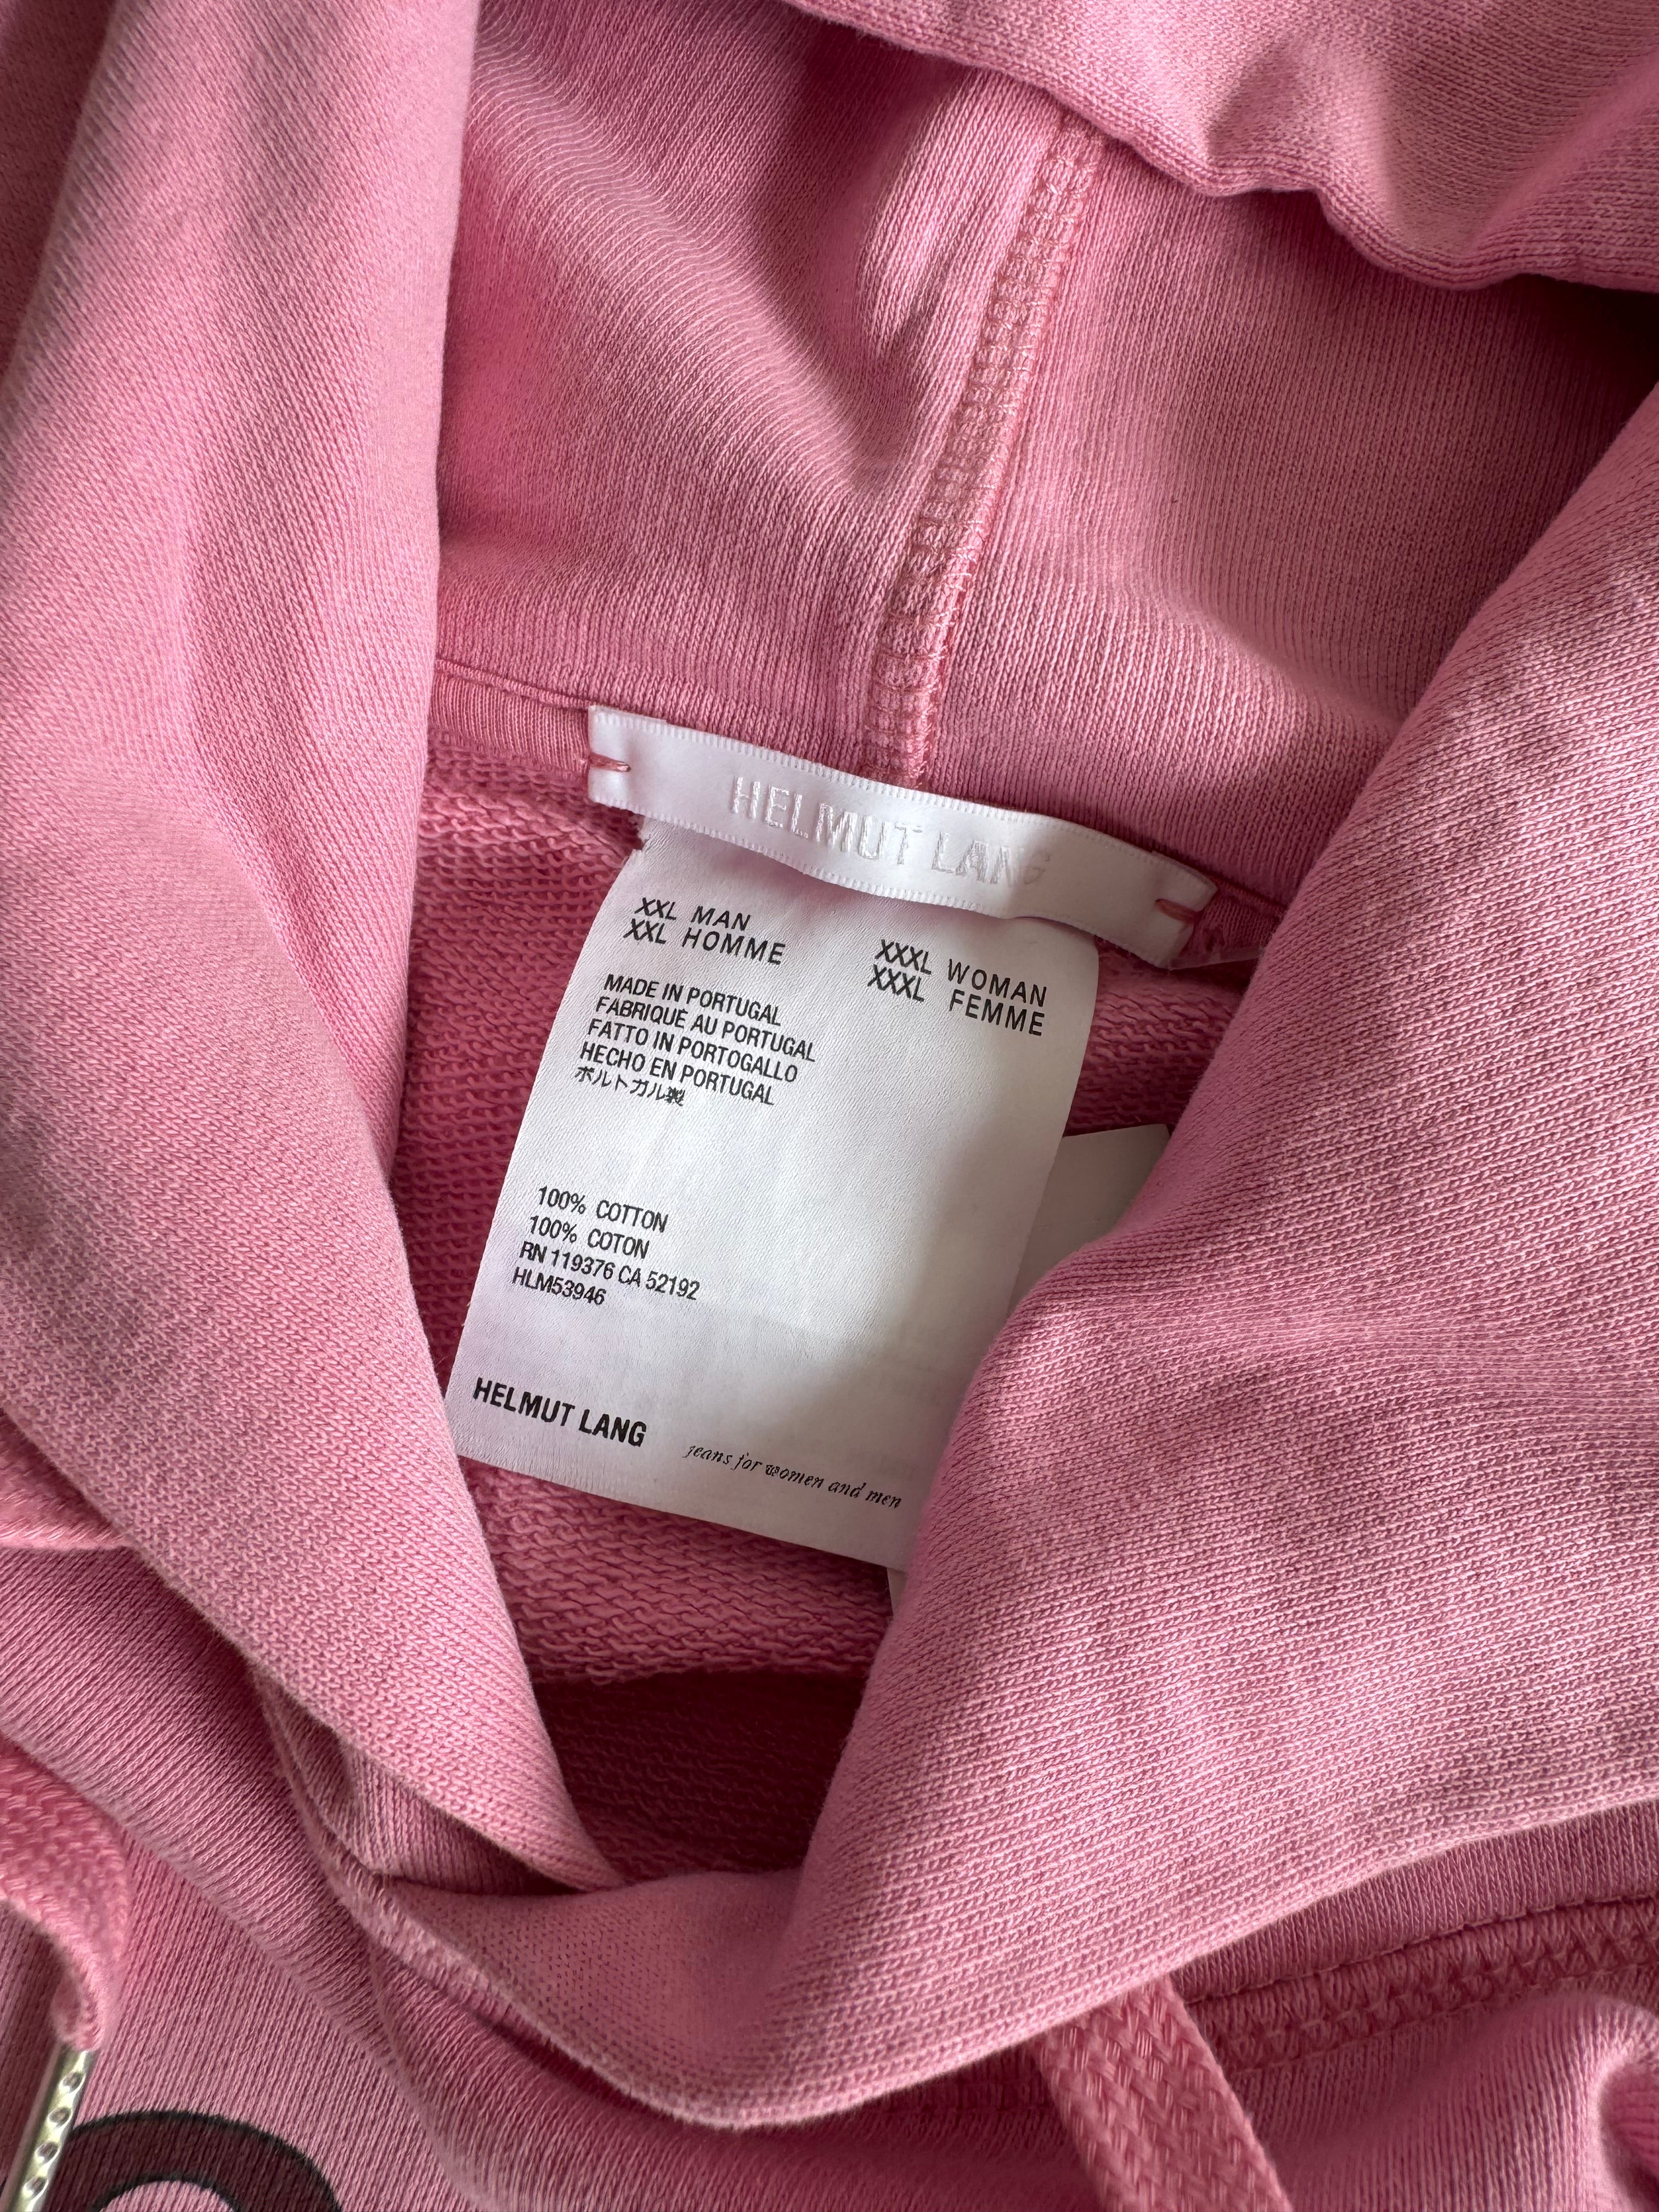 HELMUT LANG
XXL MAN
XXL HOMME
XXXL WOMAN
XXXL FEMME
MADE IN PORTUGAL
FABRIQUÉ AU PORTUGAL
FATTO IN PORTOGALLO
HECHO EN PORTUGAL
ポルトガル製
100% COTTON
100% COTON
RN 119376 CA 52192
HLM53946
HELMUT LANG
jeans for women and men